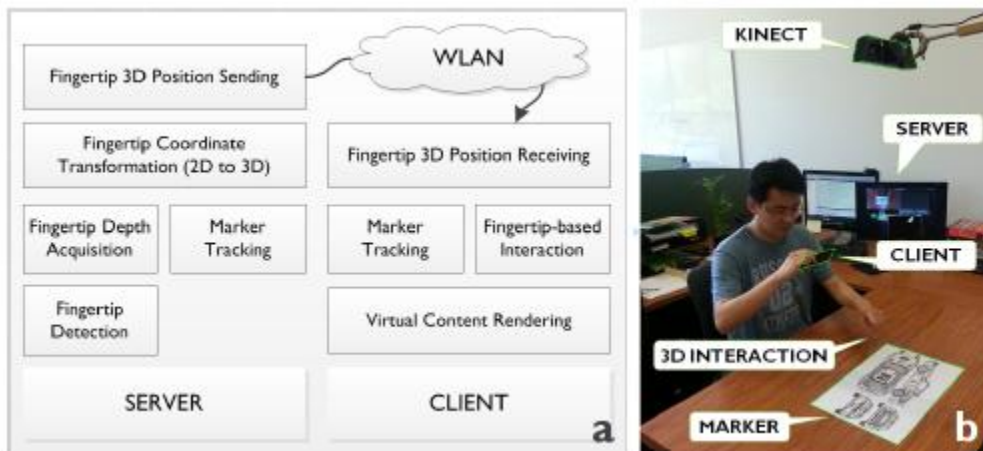 Fingertip 3D Position Sending
WLAN
Fingertip Coordinate
Transformation (2D to 3D)
Fingertip 3D Position Receiving
Fingertip Depth
Acquisition
Marker
Tracking
Marker
Tracking
Fingertip-based
Interaction
Fingertip
Detection
Virtual Content Rendering
SERVER
CLIENT
a
KINECT
SERVER
CLIENT
3D INTERACTION
MARKER
b